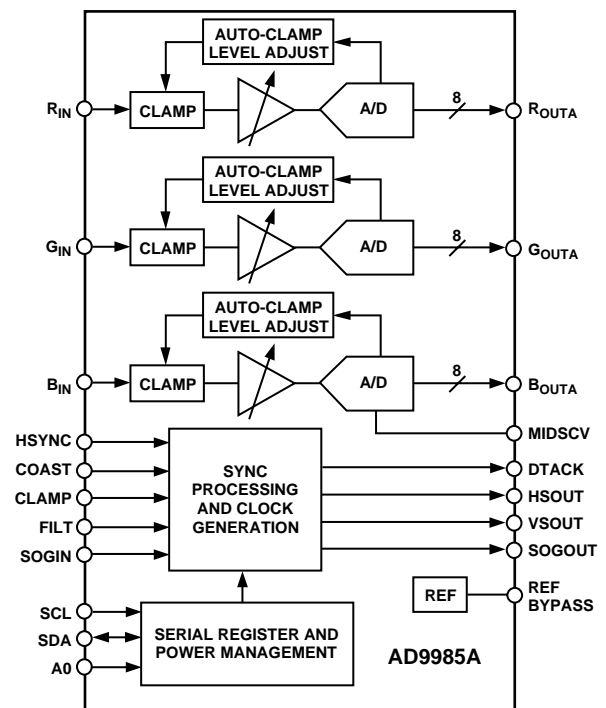 AUTO-CLAMP
LEVEL ADJUST
8
RIN
CLAMP
A/D
ROUTA
AUTO-CLAMP
LEVEL ADJUST
8
GIN
CLAMP
A/D
GOUTA
AUTO-CLAMP
LEVEL ADJUST
8
BIN
CLAMP
A/D
BOUTA
MIDSCV
HSYNC
COAST
CLAMP
FILT
SOGIN
SYNC
PROCESSING
AND CLOCK
GENERATION
DTACK
HSOUT
VSOUT
SOGOUT
REF
REF
BYPASS
SCL
SDA
A0
SERIAL REGISTER AND
POWER MANAGEMENT
AD9985A